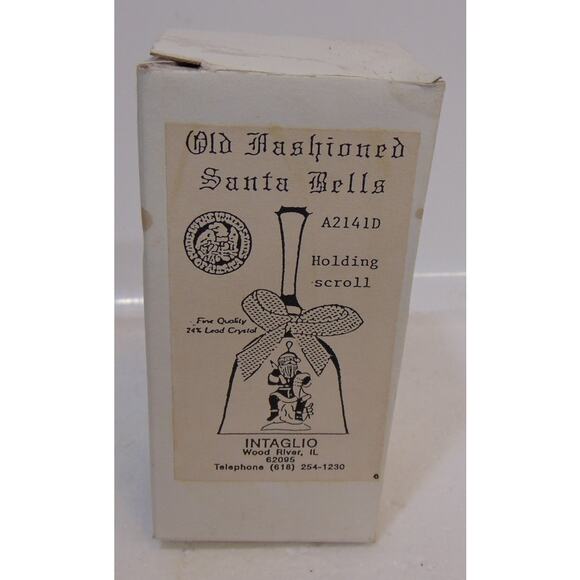 Old Fashioned
Santa Bells
A2141D
Holding
scroll
Fine Quality
24% Lead Crystal
INTAGLIO
Wood River, IL
62095
Telephone (618) 254-1230
6